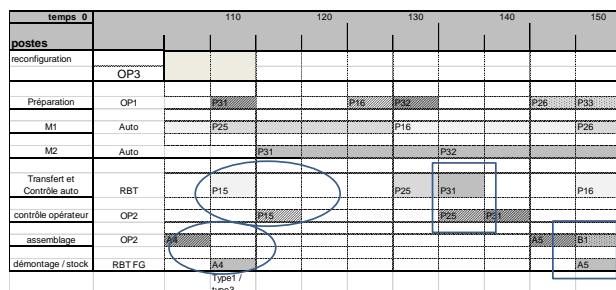 temps 0 110 120 130 140 150
postes
reconfiguration
OP3
Préparation OP1 P31 P16 P32 P26 P33
M1 Auto P25 P16 P26
M2 Auto P31 P32
Transfert et
Contrôle auto RBT P15 P25 P31 P16
contrôle opérateur OP2 P15 P25 P31
assemblage OP2 A4 A5 B1
démontage / stock RBT FG A4 A5
Type1 /
type3